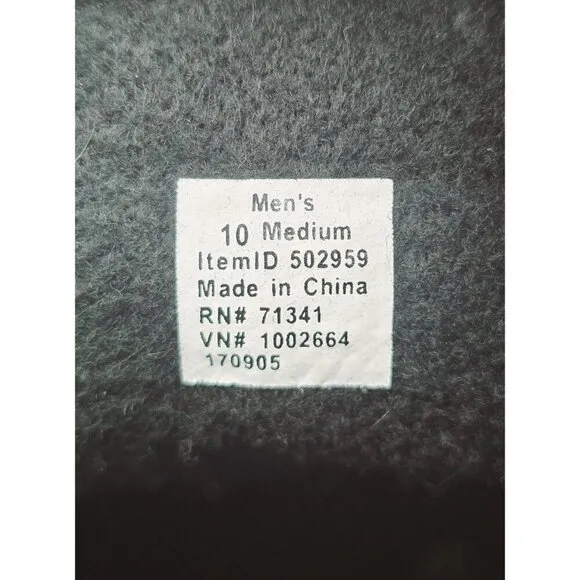 Men's
10 Medium
ItemID 502959
Made in China
RN# 71341
VN# 1002664
170905